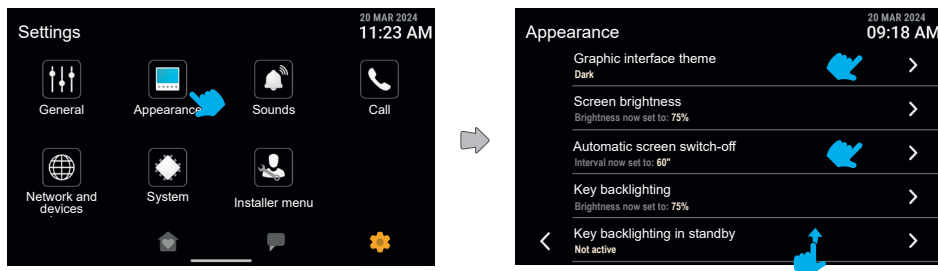 Settings
20 MAR 2024
11:23 AM
General
Appearance
Sounds
Call
Network and
devices
System
Installer menu
Appearance
20 MAR 2024
09:18 AM
Graphic interface theme
Dark
Screen brightness
Brightness now set to: 75%
Automatic screen switch-off
Interval now set to: 60"
Key backlighting
Brightness now set to: 75%
Key backlighting in standby
Not active